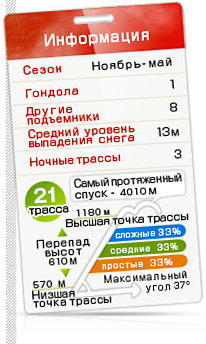 Информация
Сезон Ноябрь-май
Гондола 1
Другие
подъемники 8
Средний уровень
выпадения снега 13м
Ночные трассы 3
21
трасса
Самый протяженный
спуск - 4010 м
1180 м
Высшая точка трассы
Перепад
высот
610м
сложные 33%
средние 33%
простые 33%
570 м
Низшая
точка трассы
Максимальный
угол 37°